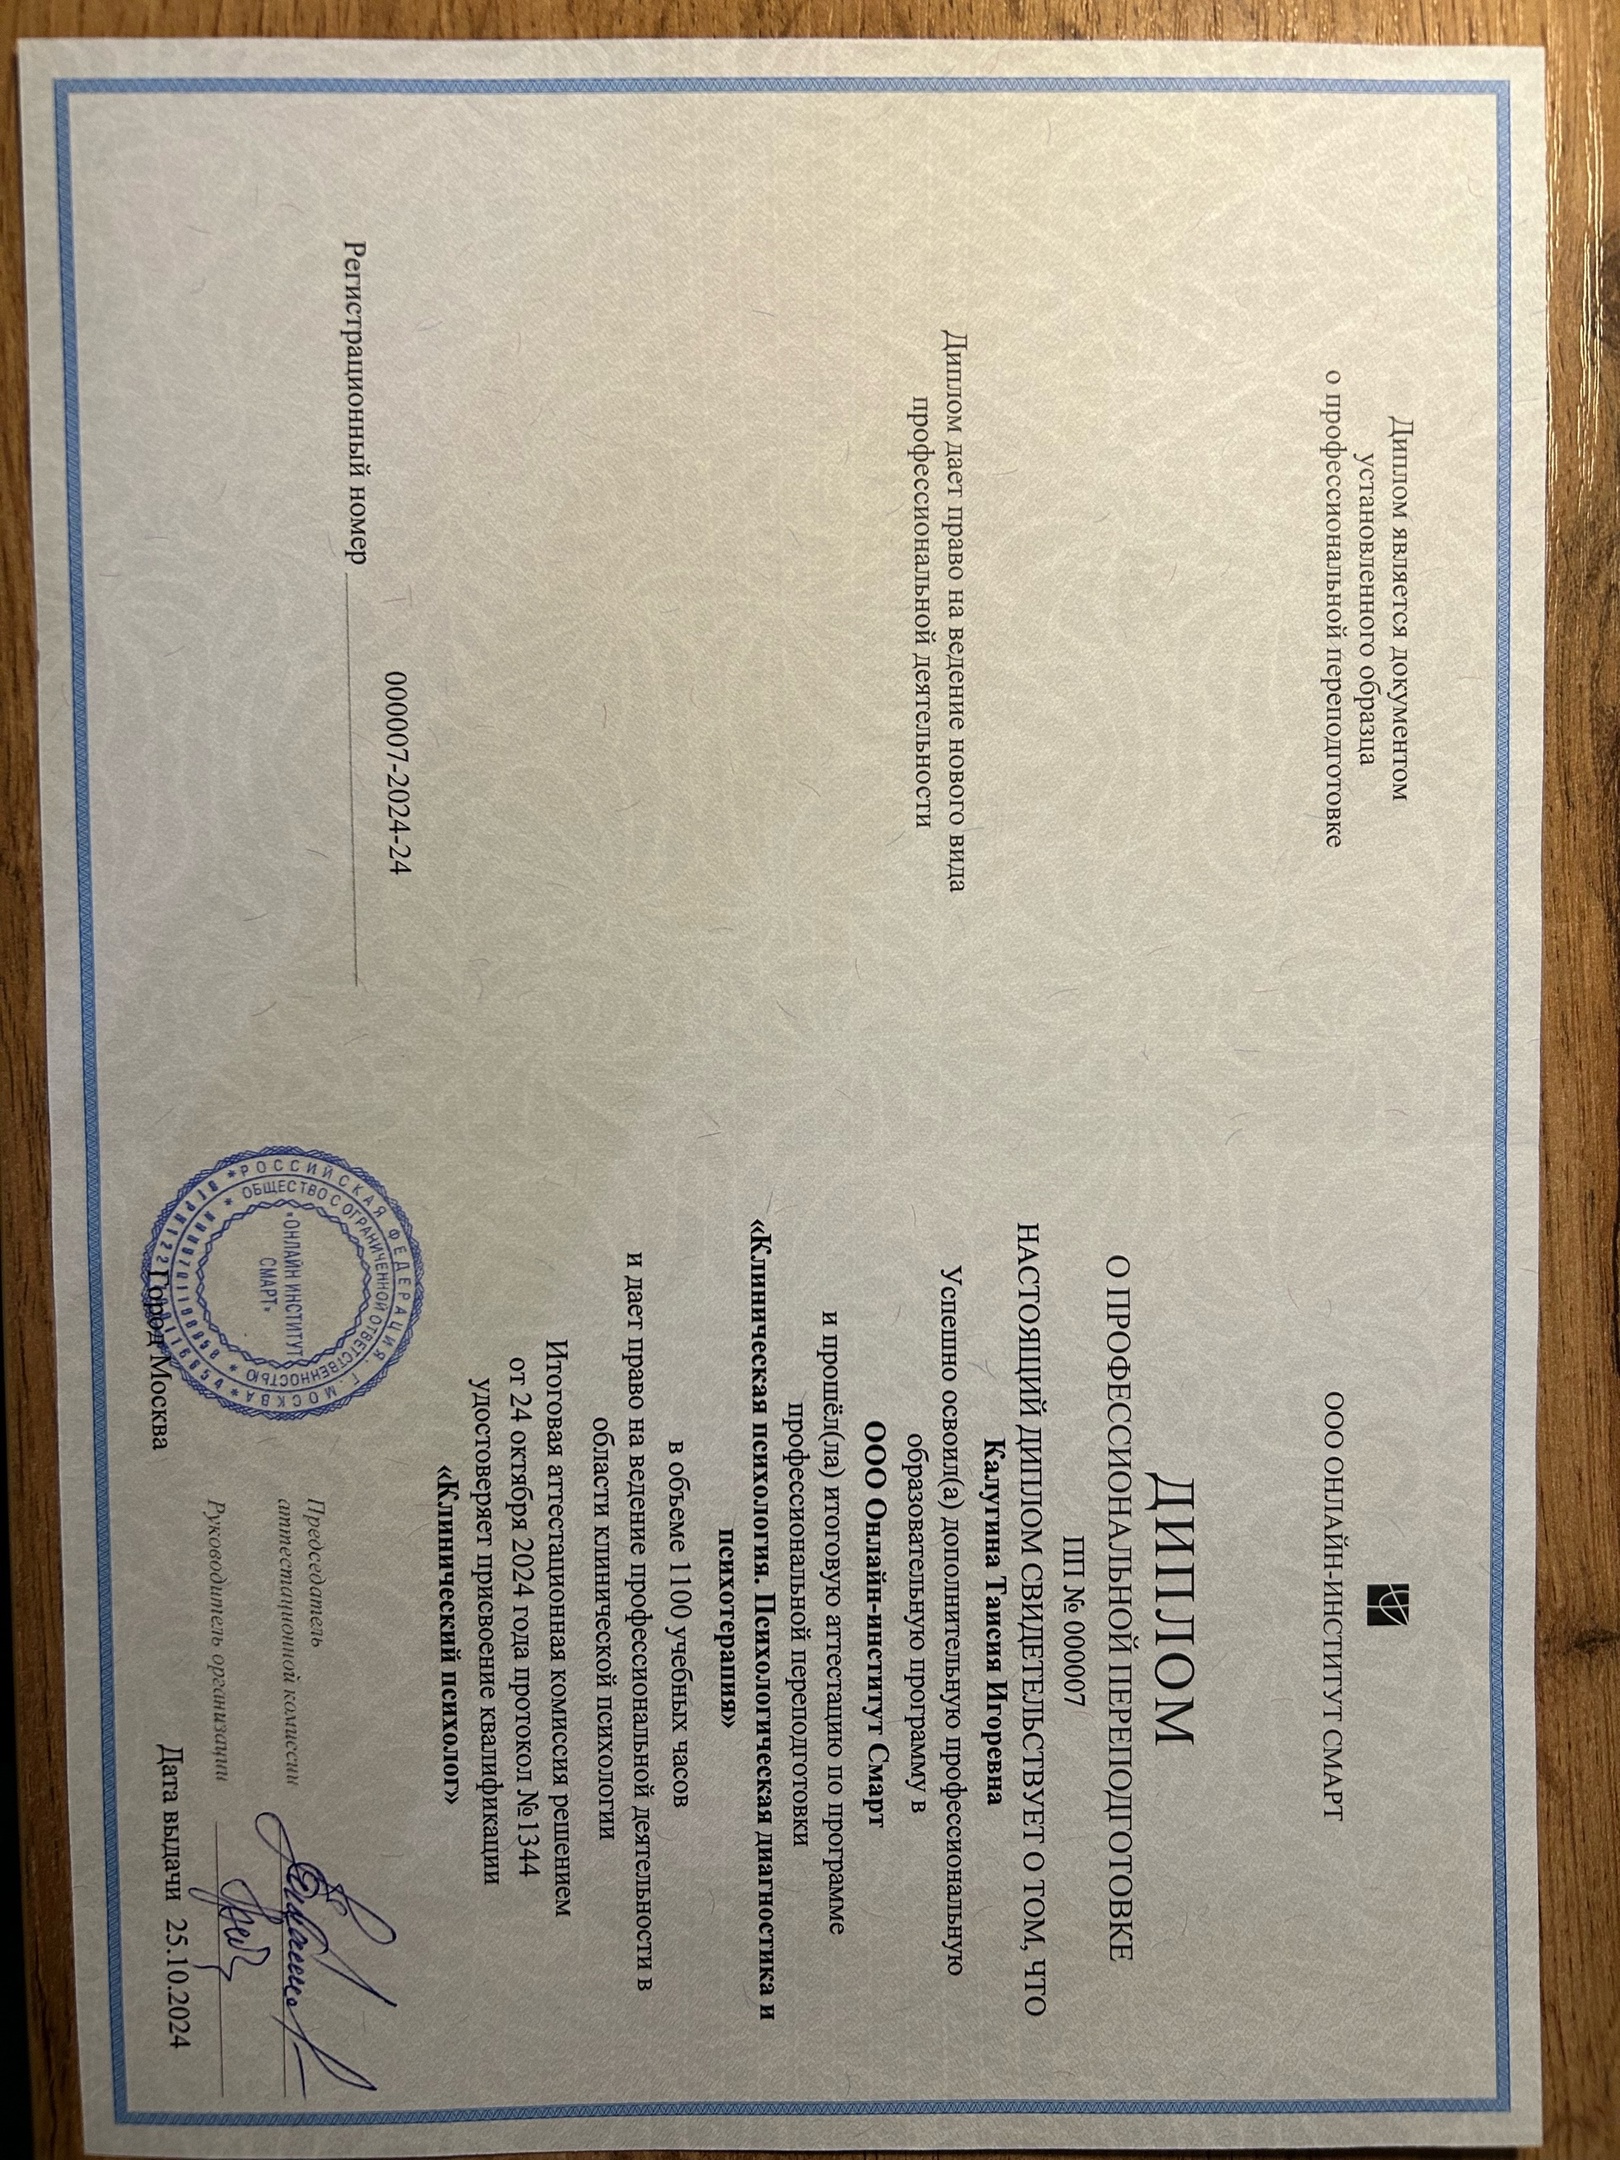 Диплом является документом
установленного образца
о профессиональной переподготовке
Диплом дает право на ведение нового вида
профессиональной деятельности
000007-2024-24
Регистрационный номер
ООО ОНЛАЙН-ИНСТИТУТ СМАРТ
ДИПЛОМ
О ПРОФЕССИОНАЛЬНОЙ ПЕРЕПОДГОТОВКЕ
ПП № 000007
НАСТОЯЩИЙ ДИПЛОМ СВИДЕТЕЛЬСТВУЕТ О ТОМ, ЧТО
Калугина Таисия Игоревна
Успешно освоил(а) дополнительную профессиональную
образовательную программу в
ООО Онлайн-институт Смарт
и прошёл(ла) итоговую аттестацию по программе
профессиональной переподготовки
«Клиническая психология. Психологическая диагностика и
психотерапия»
в объеме 1100 учебных часов
и дает право на ведение профессиональной деятельности в
области клинической психологии
Итоговая аттестационная комиссия решением
от 24 октября 2024 года протокол №1344
удостоверяет присвоение квалификации
«Клинический психолог»
Председатель
аттестационной комиссии
Руководитель организации
Город Москва
Дата выдачи 25.10.2024
РОССИЙСКАЯ ФЕДЕРАЦИЯ Г. МОСКВА
ОБЩЕСТВО С ОГРАНИЧЕННОЙ ОТВЕТСТВЕННОСТЬЮ
«ОНЛАЙН ИНСТИТУТ
СМАРТ»